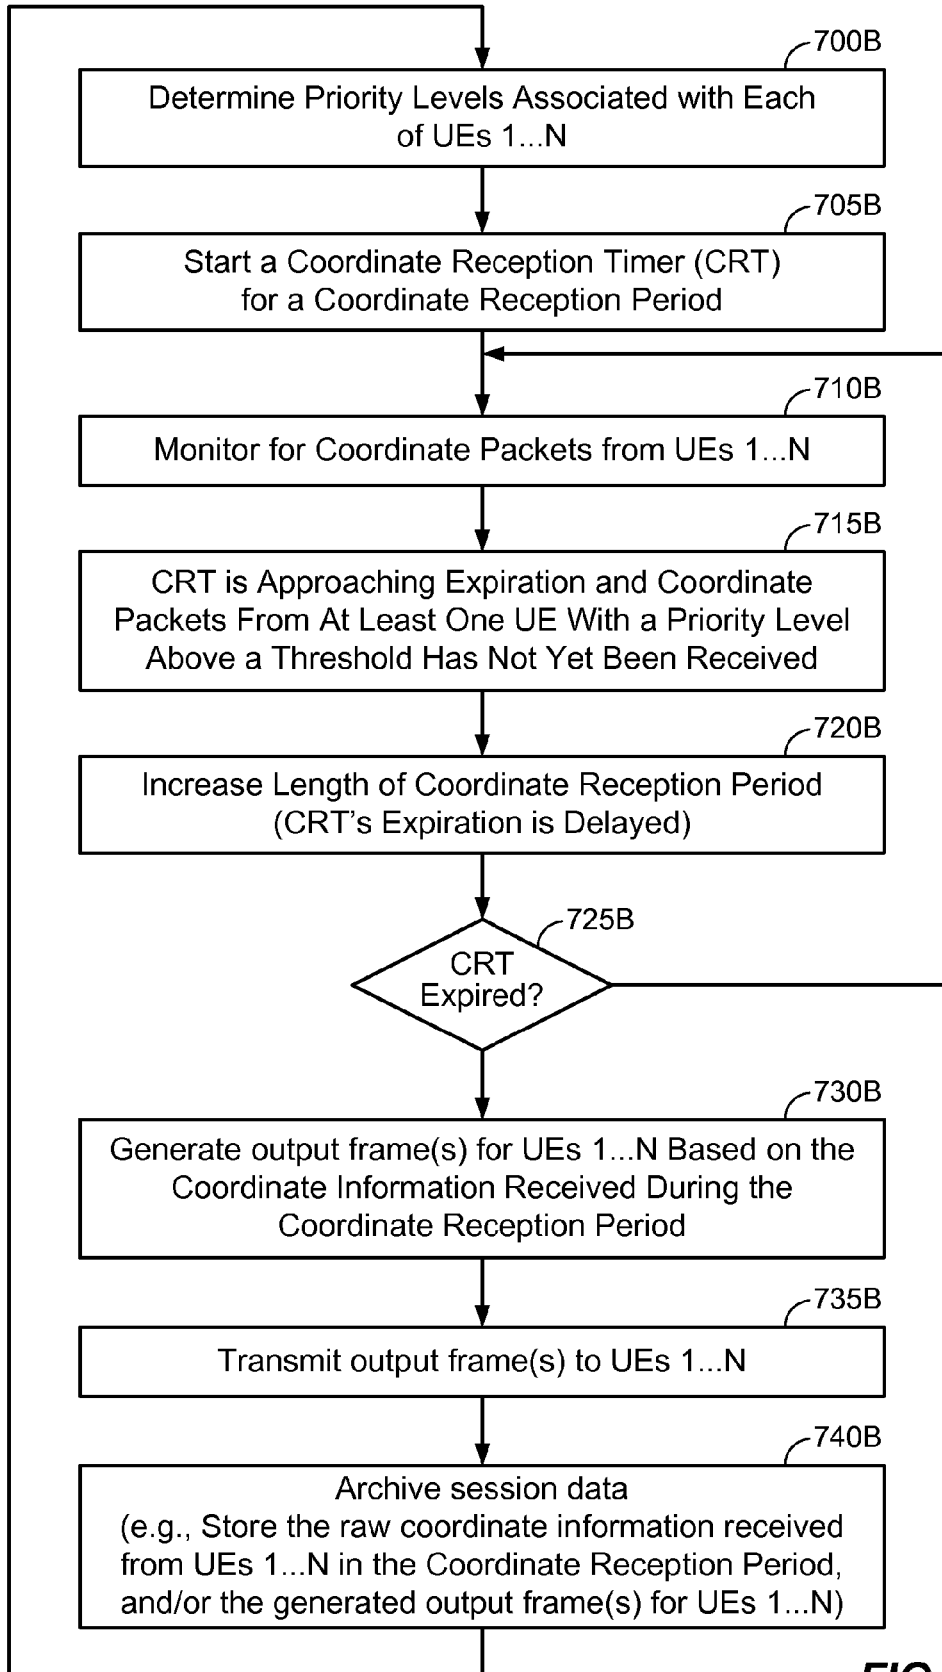 700B
Determine Priority Levels Associated with Each
of UEs 1...N
705B
Start a Coordinate Reception Timer (CRT)
for a Coordinate Reception Period
710B
Monitor for Coordinate Packets from UEs 1...N
715B
CRT is Approaching Expiration and Coordinate
Packets From At Least One UE With a Priority Level
Above a Threshold Has Not Yet Been Received
720B
Increase Length of Coordinate Reception Period
(CRT's Expiration is Delayed)
725B
CRT
Expired?
730B
Generate output frame(s) for UEs 1...N Based on the
Coordinate Information Received During the
Coordinate Reception Period
735B
Transmit output frame(s) to UEs 1...N
740B
Archive session data
(e.g., Store the raw coordinate information received
from UEs 1...N in the Coordinate Reception Period,
and/or the generated output frame(s) for UEs 1...N)